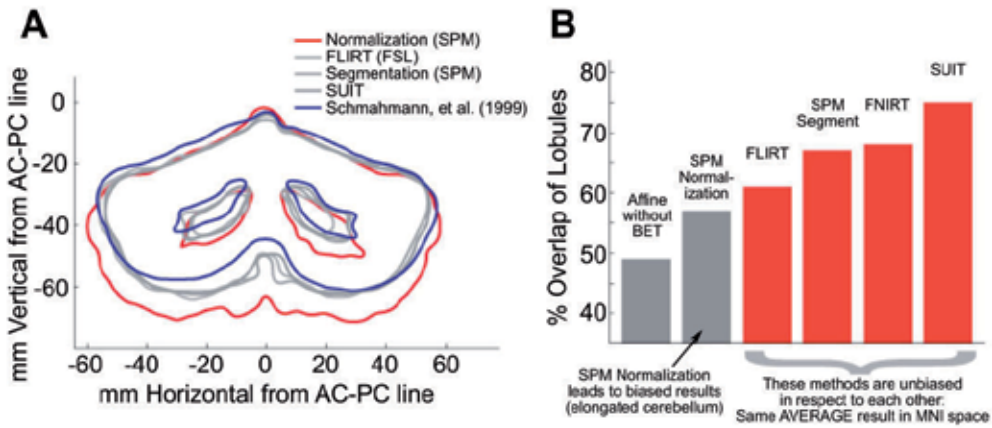 A
Normalization (SPM)
FLIRT (FSL)
Segmentation (SPM)
SUIT
Schmahmann, et al. (1999)
mm Vertical from AC-PC line
0
-20
-40
-60
-60
-40
-20
0
20
40
60
mm Horizontal from AC-PC line
B
% Overlap of Lobules
80
70
60
50
40
Affine
without
BET
SPM
Normal-
ization
FLIRT
SPM
Segment
FNIRT
SUIT
SPM Normalization
leads to biased results
(elongated cerebellum)
These methods are unbiased
in respect to each other:
Same AVERAGE result in MNI space